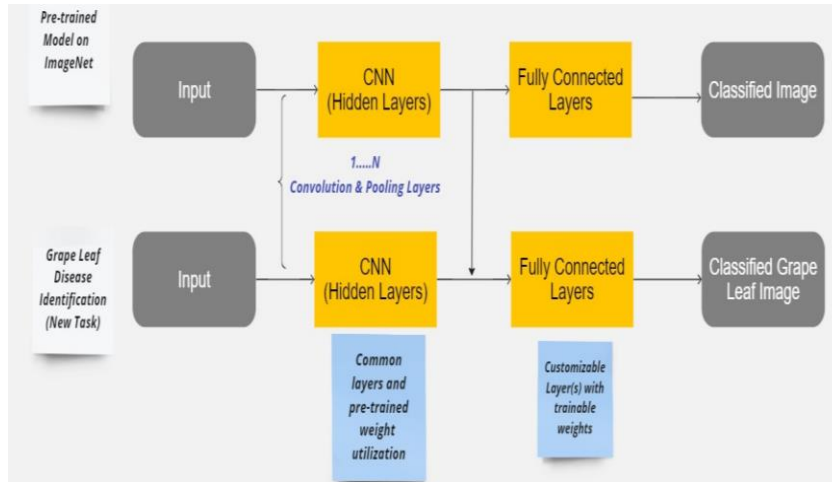 Pre-trained
Model on
ImageNet
Input
CNN
(Hidden Layers)
Fully Connected
Layers
Classified Image
1.....N
Convolution & Pooling Layers
Grape Leaf
Disease
Identification
(New Task)
Input
CNN
(Hidden Layers)
Fully Connected
Layers
Classified Grape
Leaf Image
Common
layers and
pre-trained
weight
utilization
Customizable
Layer(s) with
trainable
weights